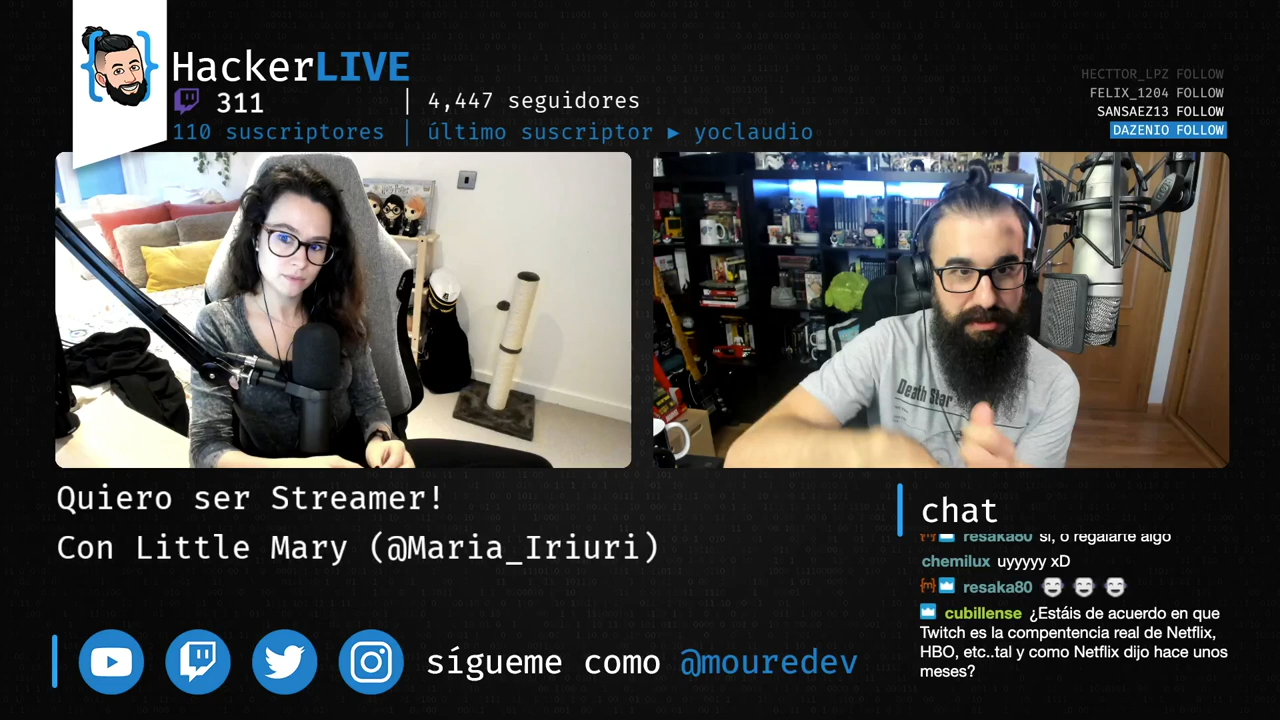 HackerLIVE
311 | 4,447 seguidores
110 suscriptores | último suscriptor ▶ yoclaudio
HECTTOR_LPZ FOLLOW
FELIX_1204 FOLLOW
SANSAEZ13 FOLLOW
DAZENIO FOLLOW
Death Star
Quiero ser Streamer!
Con Little Mary (@Maria_Iriuri)
chat
resaka80 si, o regalarte algo
chemilux uyyyyy xD
resaka80
cubillense ¿Estáis de acuerdo en que
Twitch es la compentencia real de Netflix,
HBO, etc..tal y como Netflix dijo hace unos
meses?
sígueme como @mouredev